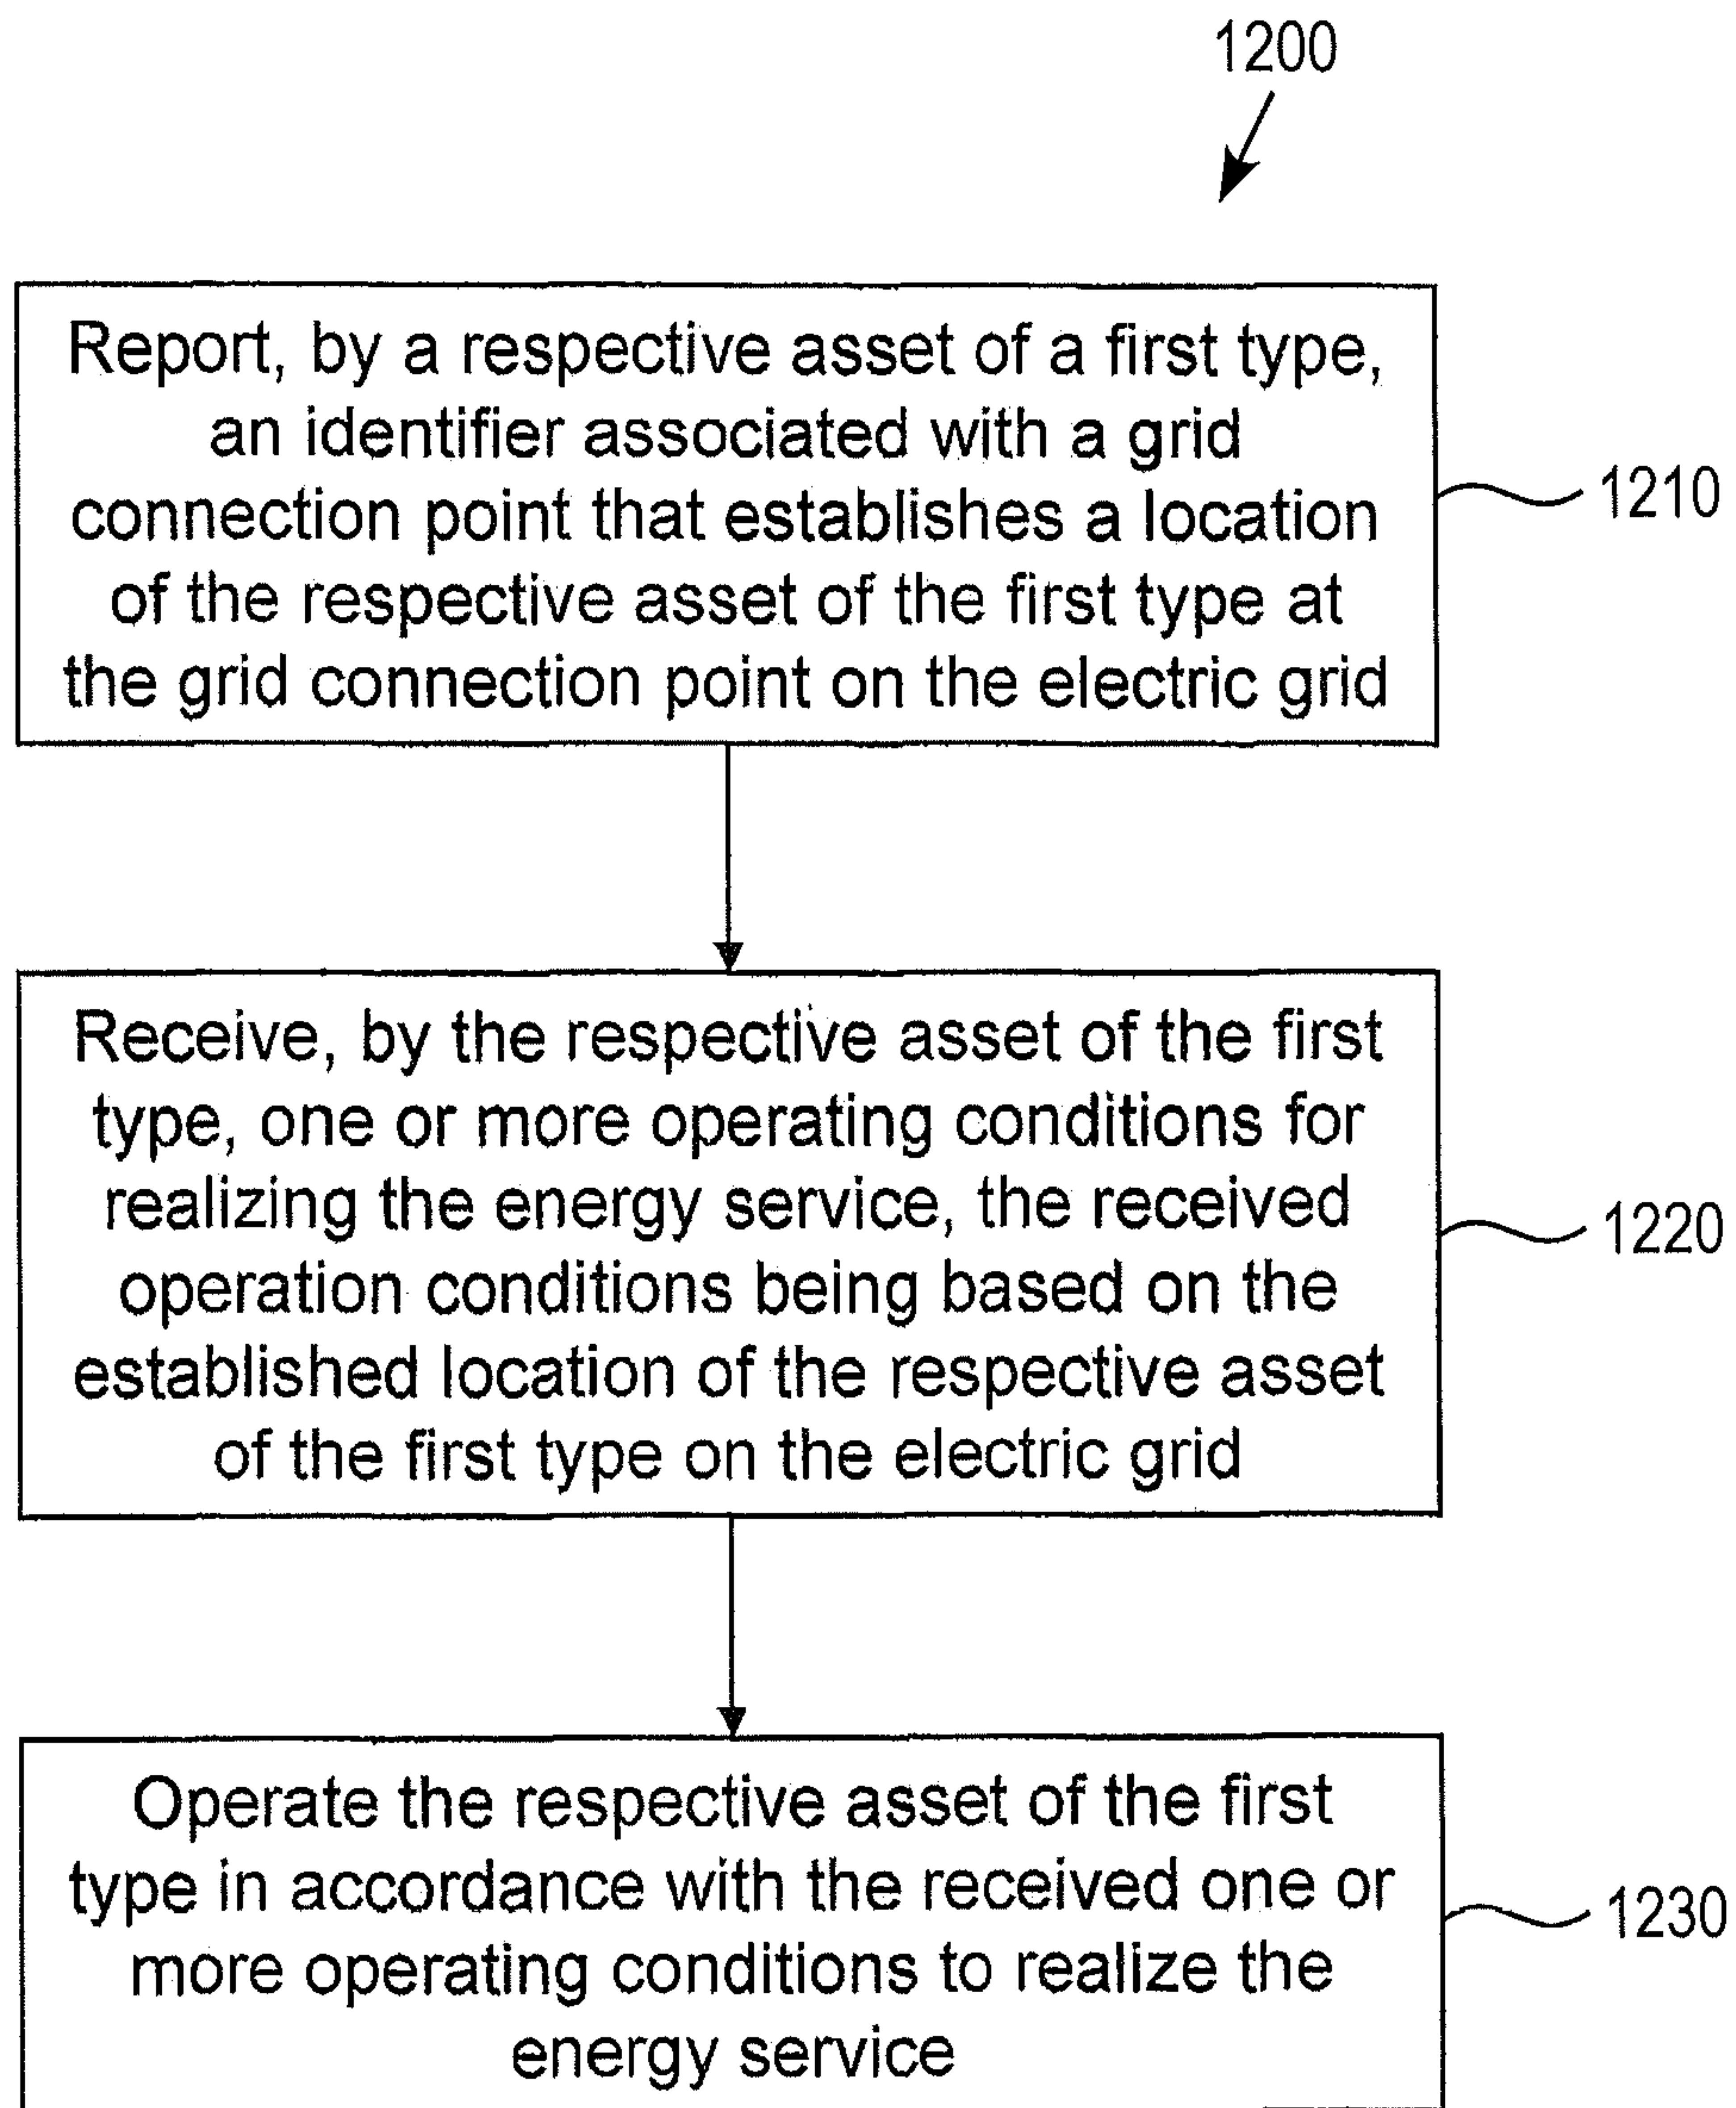 1200
Report, by a respective asset of a first type,
an identifier associated with a grid
connection point that establishes a location
of the respective asset of the first type at
the grid connection point on the electric grid
1210
Receive, by the respective asset of the first
type, one or more operating conditions for
realizing the energy service, the received
operation conditions being based on the
established location of the respective asset
of the first type on the electric grid
1220
Operate the respective asset of the first
type in accordance with the received one or
more operating conditions to realize the
energy service
1230